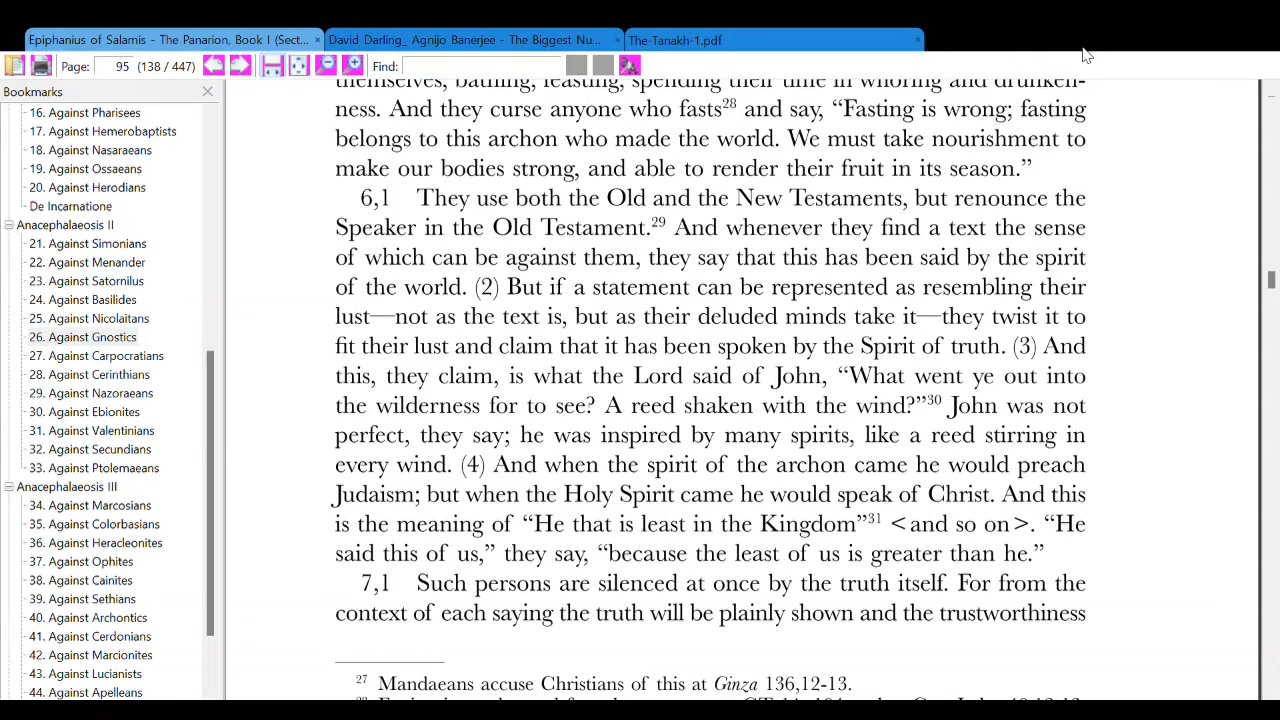 Epiphanius of Salamis - The Panarion, Book I (Sect... ×
David Darling_ Agnijo Banerjee - The Biggest Nu... ×
The-Tanakh-1.pdf ×
Page: 95 (138 / 447) Find:
Bookmarks
16. Against Pharisees
17. Against Hemerobaptists
18. Against Nasaraeans
19. Against Ossaeans
20. Against Herodians
De Incarnatione
Anacephalaeosis II
21. Against Simonians
22. Against Menander
23. Against Satornilus
24. Against Basilides
25. Against Nicolaitans
26. Against Gnostics
27. Against Carpocratians
28. Against Cerinthians
29. Against Nazoraeans
30. Against Ebionites
31. Against Valentinians
32. Against Secundians
33. Against Ptolemaeans
Anacephalaeosis III
34. Against Marcosians
35. Against Colorbasians
36. Against Heracleonites
37. Against Ophites
38. Against Cainites
39. Against Sethians
40. Against Archontics
41. Against Cerdonians
42. Against Marcionites
43. Against Lucianists
44. Against Apelleans
themselves, bathing, feasting, spending their time in whoring and drunken-
ness. And they curse anyone who fasts28 and say, “Fasting is wrong; fasting
belongs to this archon who made the world. We must take nourishment to
make our bodies strong, and able to render their fruit in its season.”
6,1 They use both the Old and the New Testaments, but renounce the
Speaker in the Old Testament.29 And whenever they find a text the sense
of which can be against them, they say that this has been said by the spirit
of the world. (2) But if a statement can be represented as resembling their
lust—not as the text is, but as their deluded minds take it—they twist it to
fit their lust and claim that it has been spoken by the Spirit of truth. (3) And
this, they claim, is what the Lord said of John, “What went ye out into
the wilderness for to see? A reed shaken with the wind?”30 John was not
perfect, they say; he was inspired by many spirits, like a reed stirring in
every wind. (4) And when the spirit of the archon came he would preach
Judaism; but when the Holy Spirit came he would speak of Christ. And this
is the meaning of “He that is least in the Kingdom”31 <and so on>. “He
said this of us,” they say, “because the least of us is greater than he.”
7,1 Such persons are silenced at once by the truth itself. For from the
context of each saying the truth will be plainly shown and the trustworthiness
27 Mandaeans accuse Christians of this at Ginza 136,12-13.